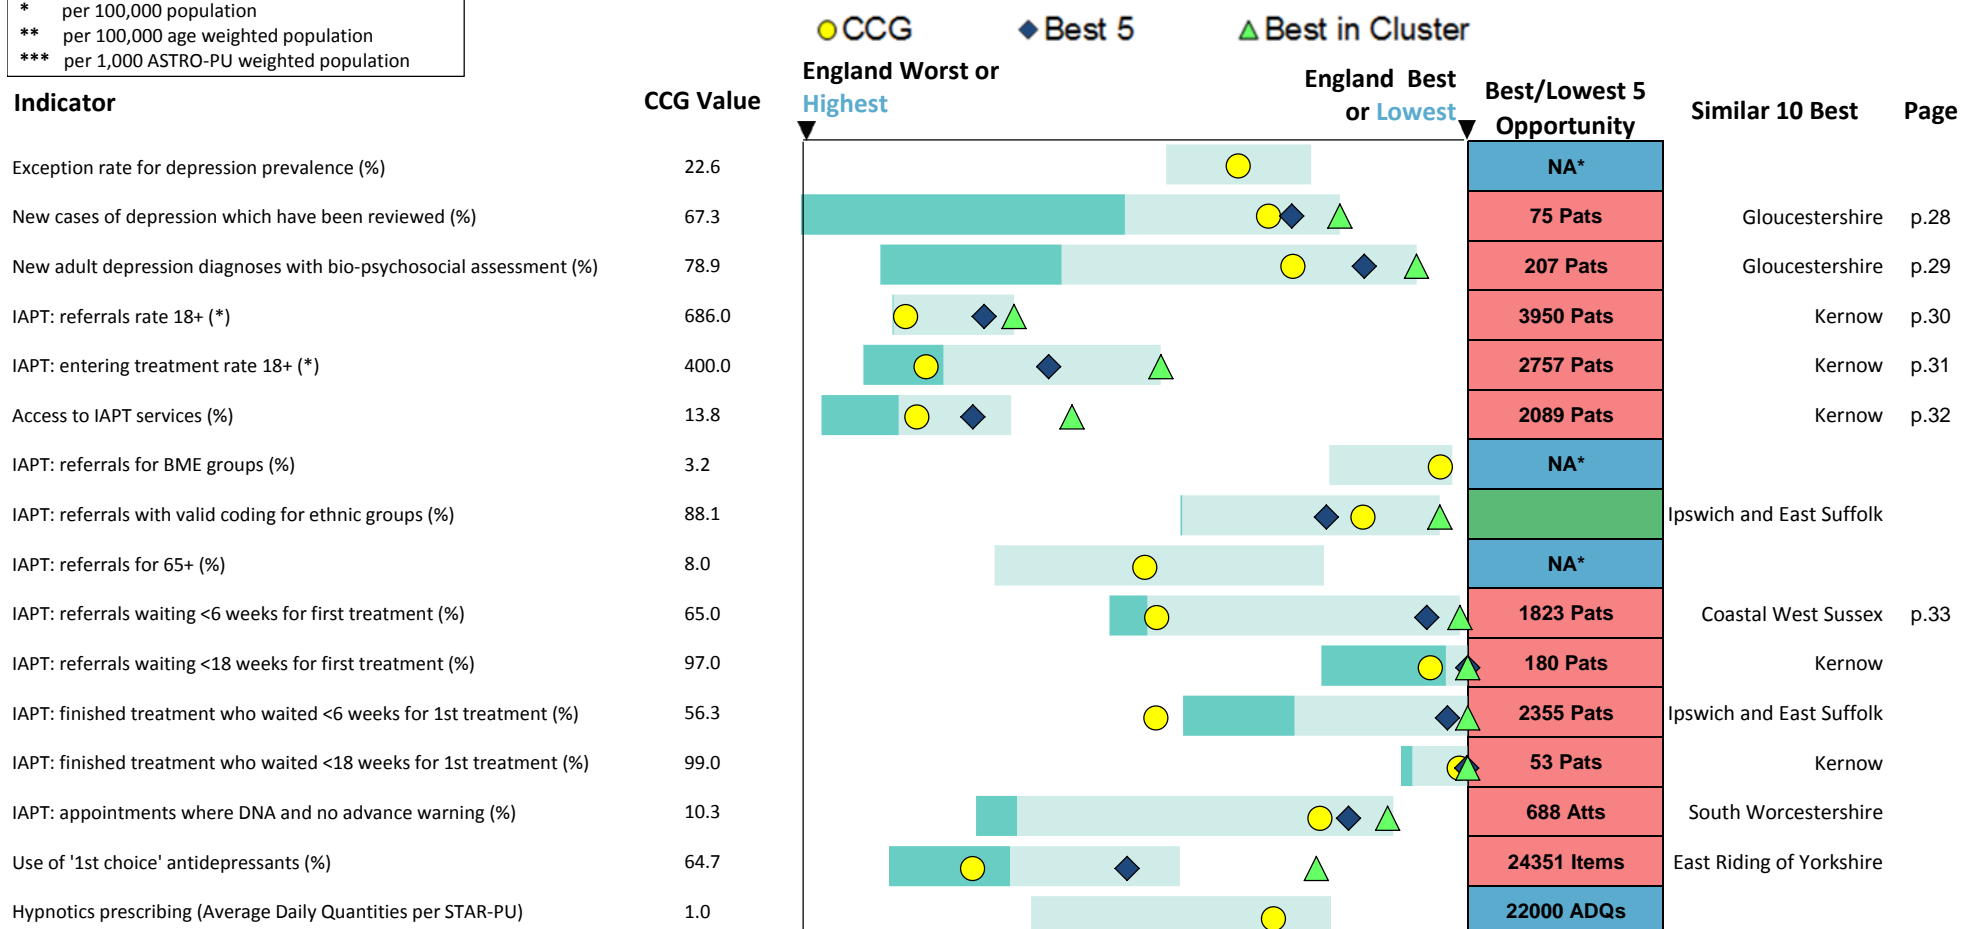 * per 100,000 population
** per 100,000 age weighted population
*** per 1,000 ASTRO-PU weighted population
CCG Best 5 Best in Cluster
Indicator CCG Value England Worst or Highest England Best or Lowest Best/Lowest 5 Opportunity Similar 10 Best Page
Exception rate for depression prevalence (%) 22.6 NA*
New cases of depression which have been reviewed (%) 67.3 75 Pats Gloucestershire p.28
New adult depression diagnoses with bio-psychosocial assessment (%) 78.9 207 Pats Gloucestershire p.29
IAPT: referrals rate 18+ (*) 686.0 3950 Pats Kernow p.30
IAPT: entering treatment rate 18+ (*) 400.0 2757 Pats Kernow p.31
Access to IAPT services (%) 13.8 2089 Pats Kernow p.32
IAPT: referrals for BME groups (%) 3.2 NA*
IAPT: referrals with valid coding for ethnic groups (%) 88.1 Ipswich and East Suffolk
IAPT: referrals for 65+ (%) 8.0 NA*
IAPT: referrals waiting <6 weeks for first treatment (%) 65.0 1823 Pats Coastal West Sussex p.33
IAPT: referrals waiting <18 weeks for first treatment (%) 97.0 180 Pats Kernow
IAPT: finished treatment who waited <6 weeks for 1st treatment (%) 56.3 2355 Pats Ipswich and East Suffolk
IAPT: finished treatment who waited <18 weeks for 1st treatment (%) 99.0 53 Pats Kernow
IAPT: appointments where DNA and no advance warning (%) 10.3 688 Atts South Worcestershire
Use of '1st choice' antidepressants (%) 64.7 24351 Items East Riding of Yorkshire
Hypnotics prescribing (Average Daily Quantities per STAR-PU) 1.0 22000 ADQs